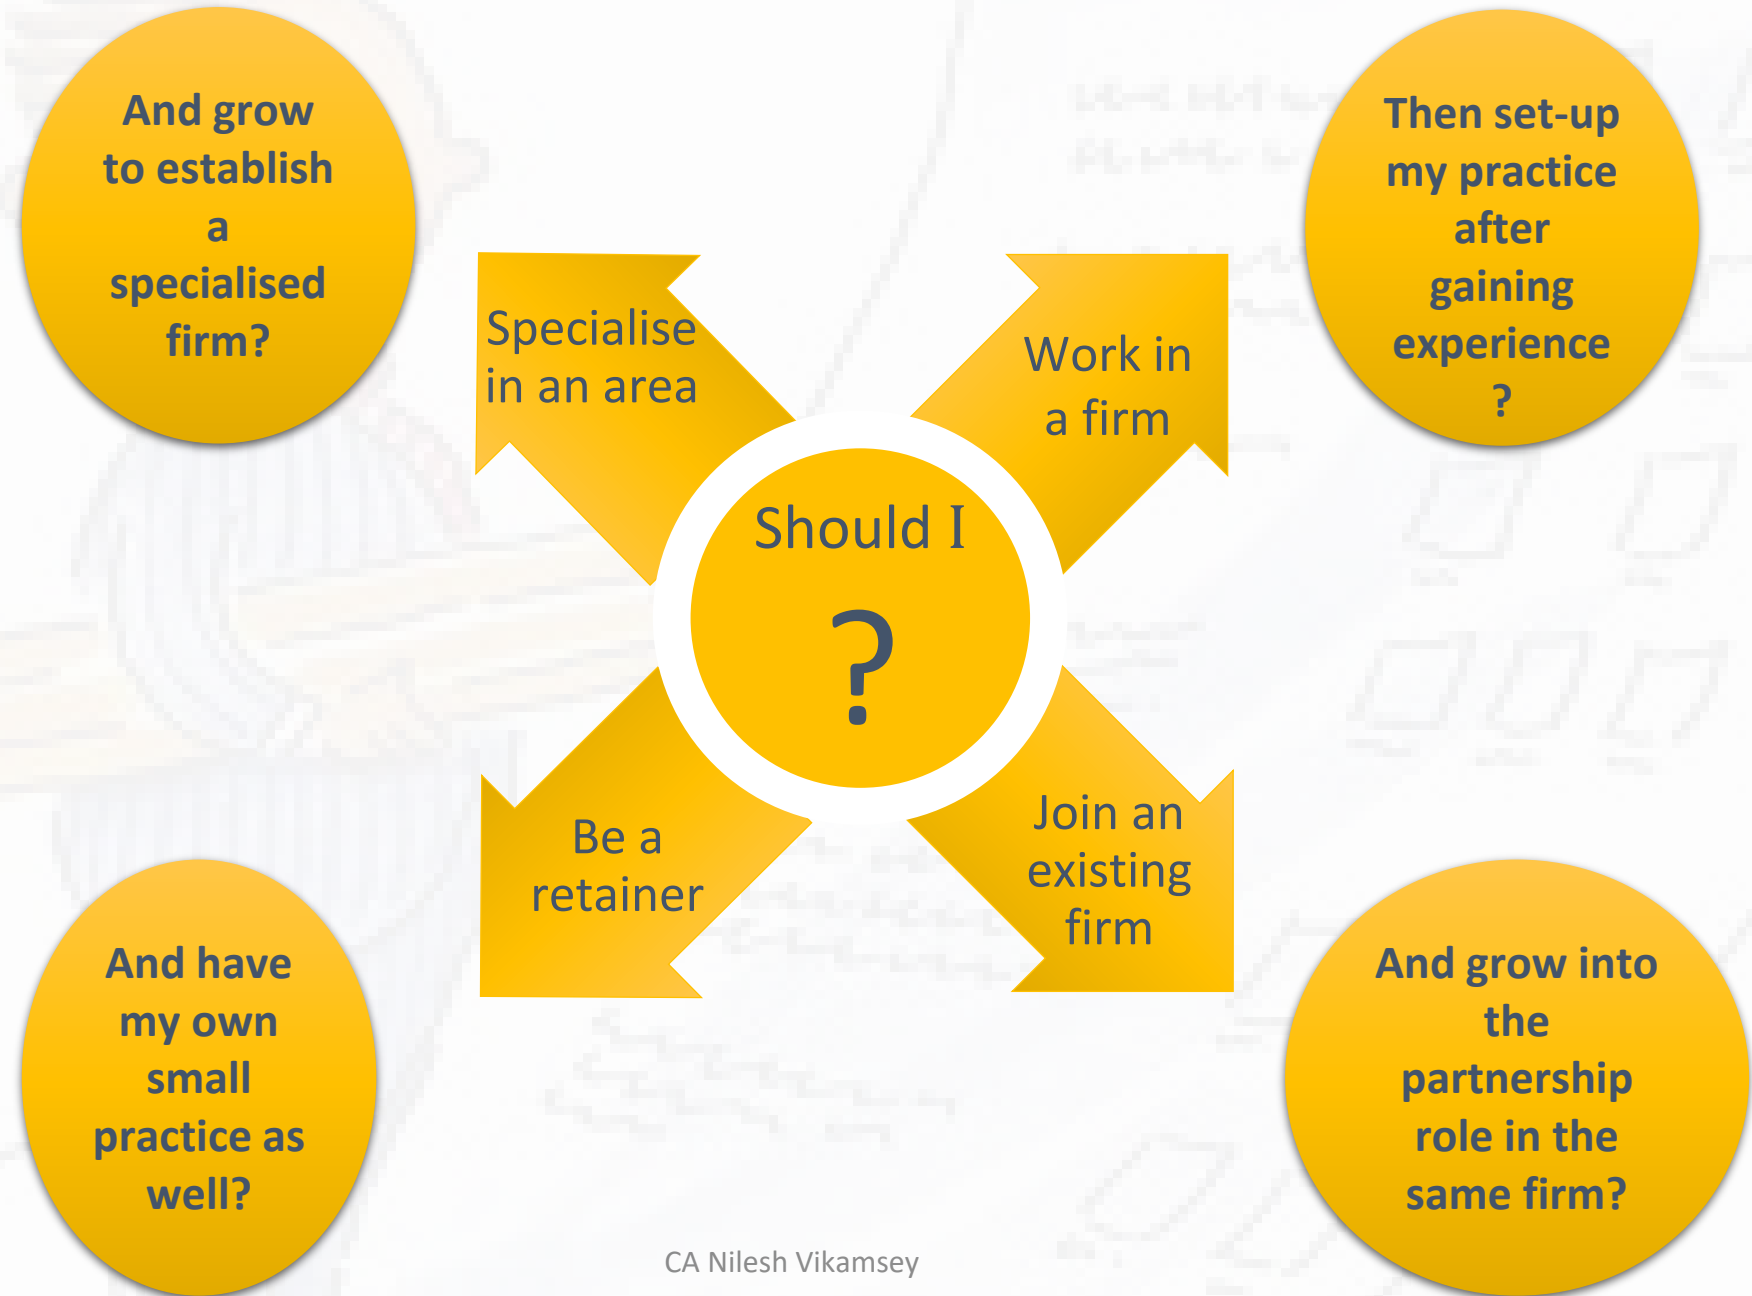 And grow
to establish
a
specialised
firm?
Then set-up
my practice
after
gaining
experience
?
Specialise
in an area
Work in
a firm
Should I
?
Be a
retainer
Join an
existing
firm
And have
my own
small
practice as
well?
And grow into
the
partnership
role in the
same firm?
CA Nilesh Vikamsey